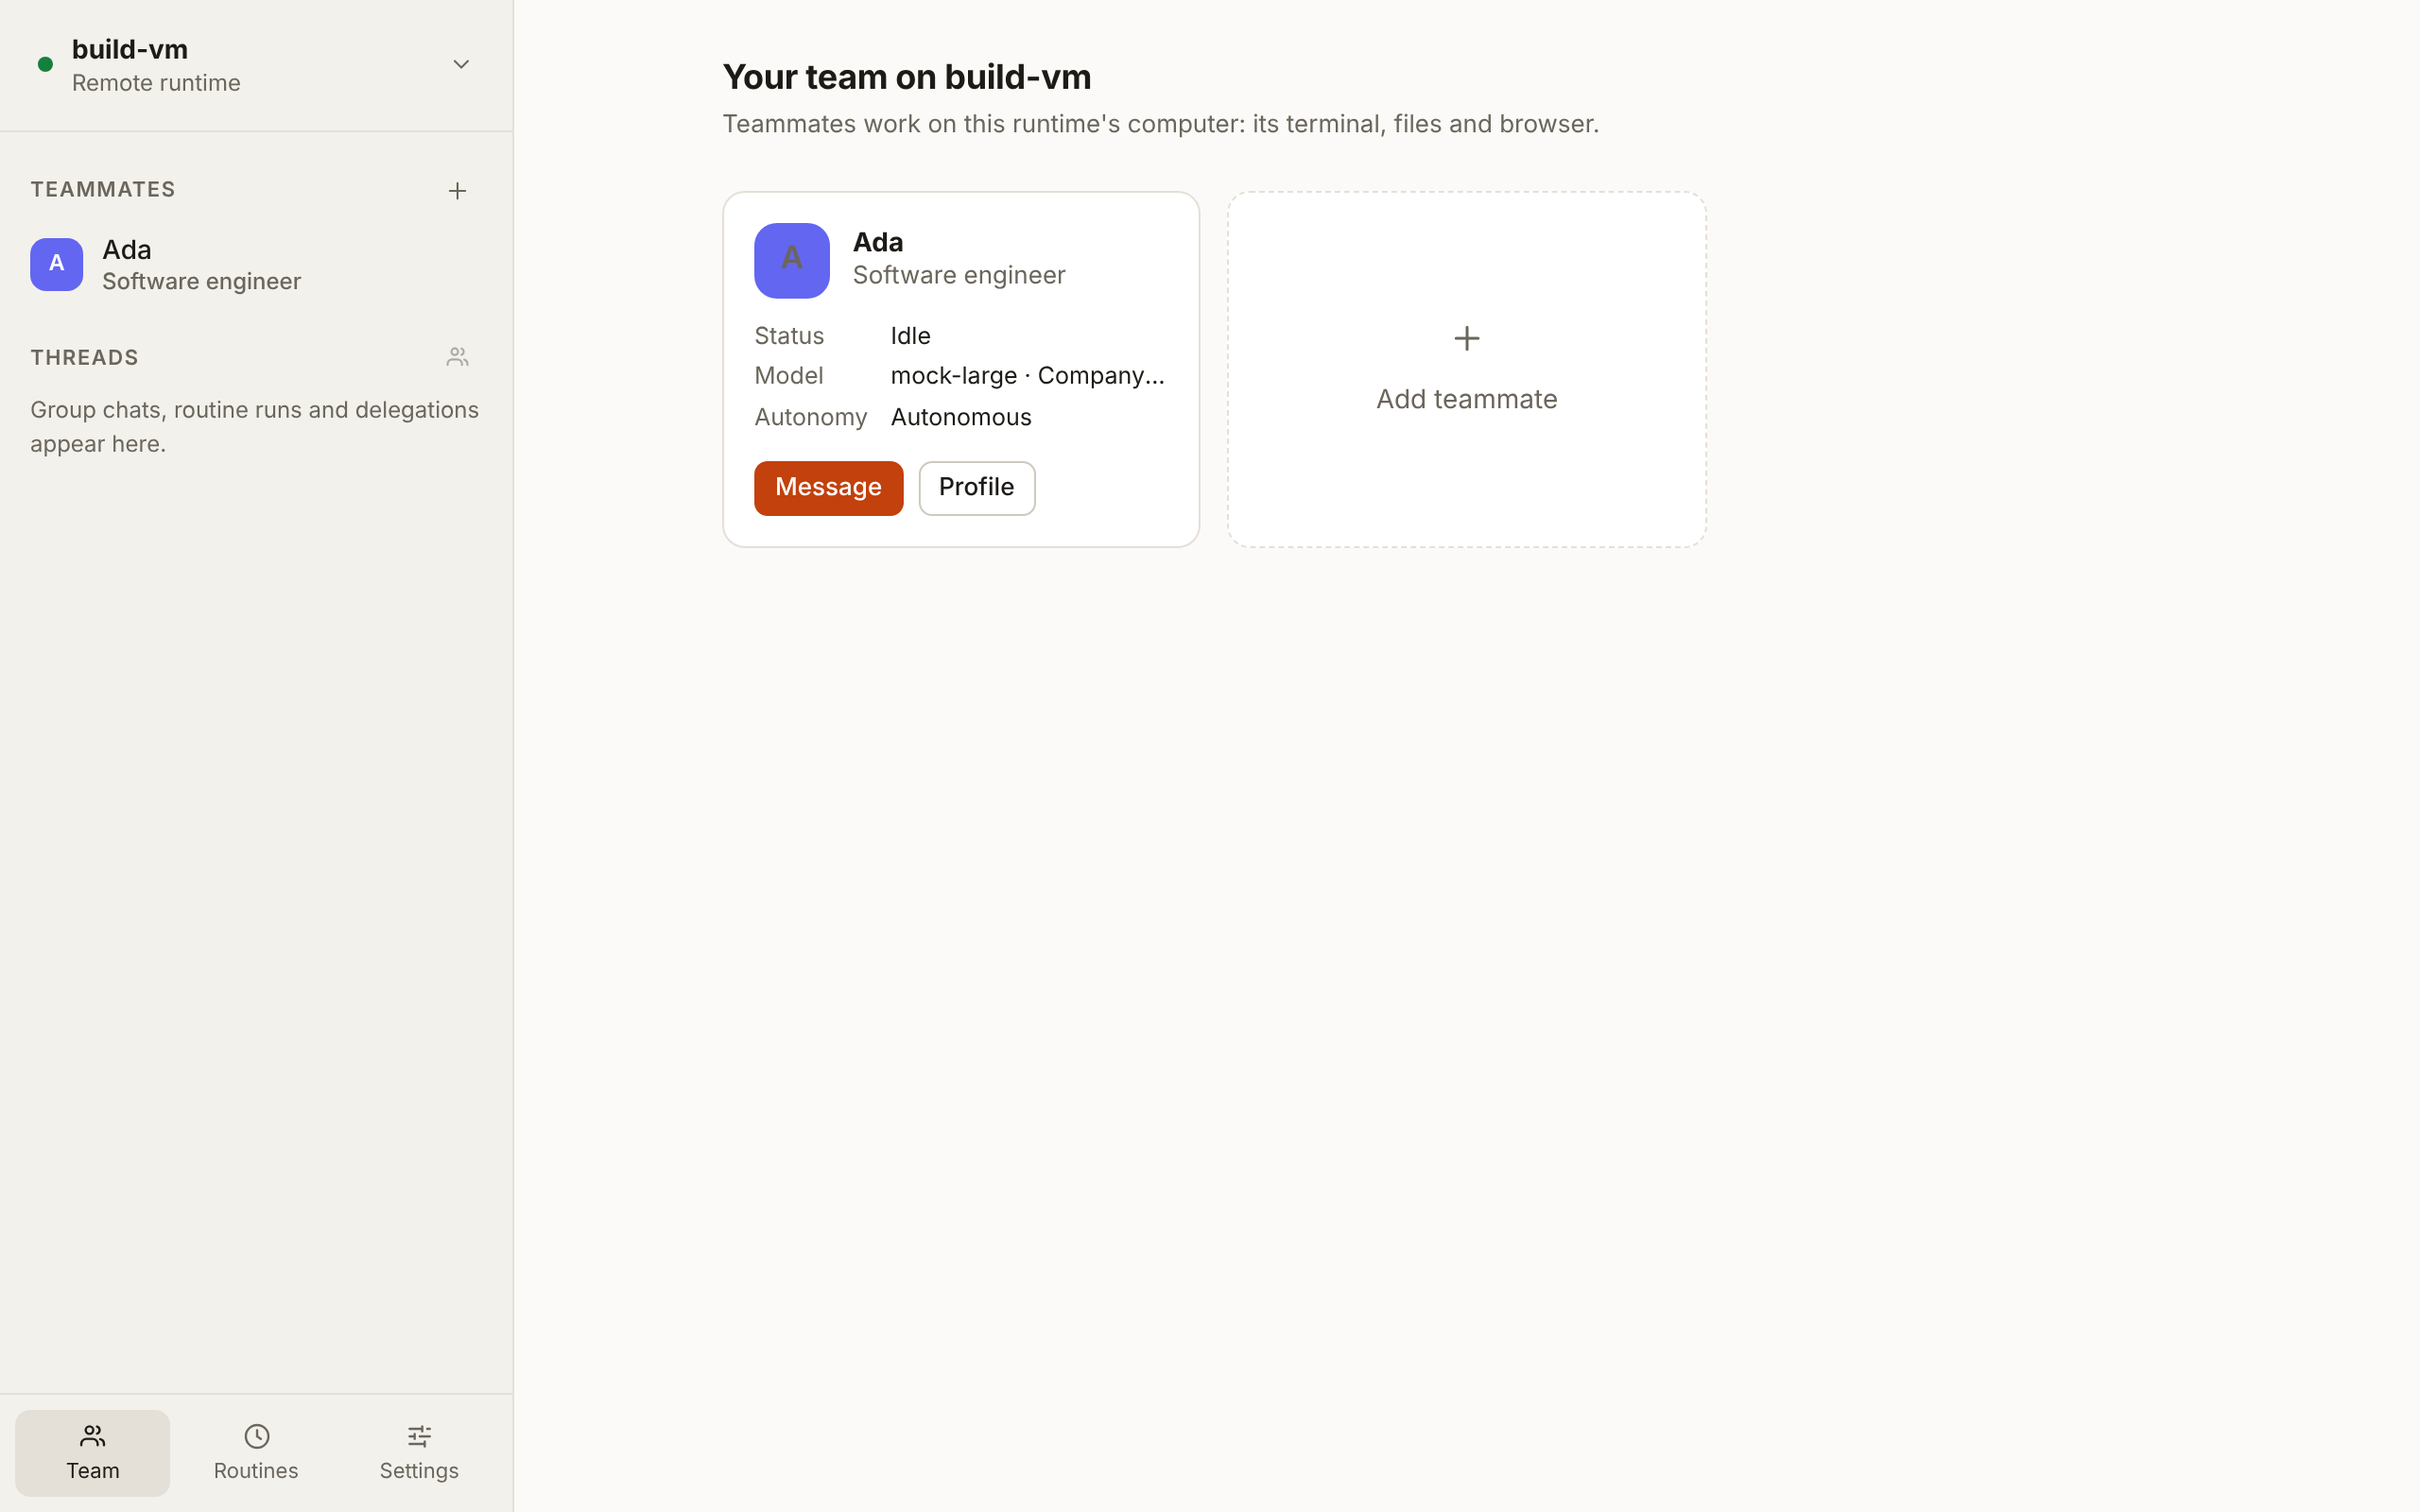 build-vm
Remote runtime
TEAMMATES
A
Ada
Software engineer
THREADS
Group chats, routine runs and delegations
appear here.
Team
Routines
Settings
Your team on build-vm
Teammates work on this runtime's computer: its terminal, files and browser.
A
Ada
Software engineer
Status Idle
Model mock-large · Company...
Autonomy Autonomous
Message
Profile
Add teammate